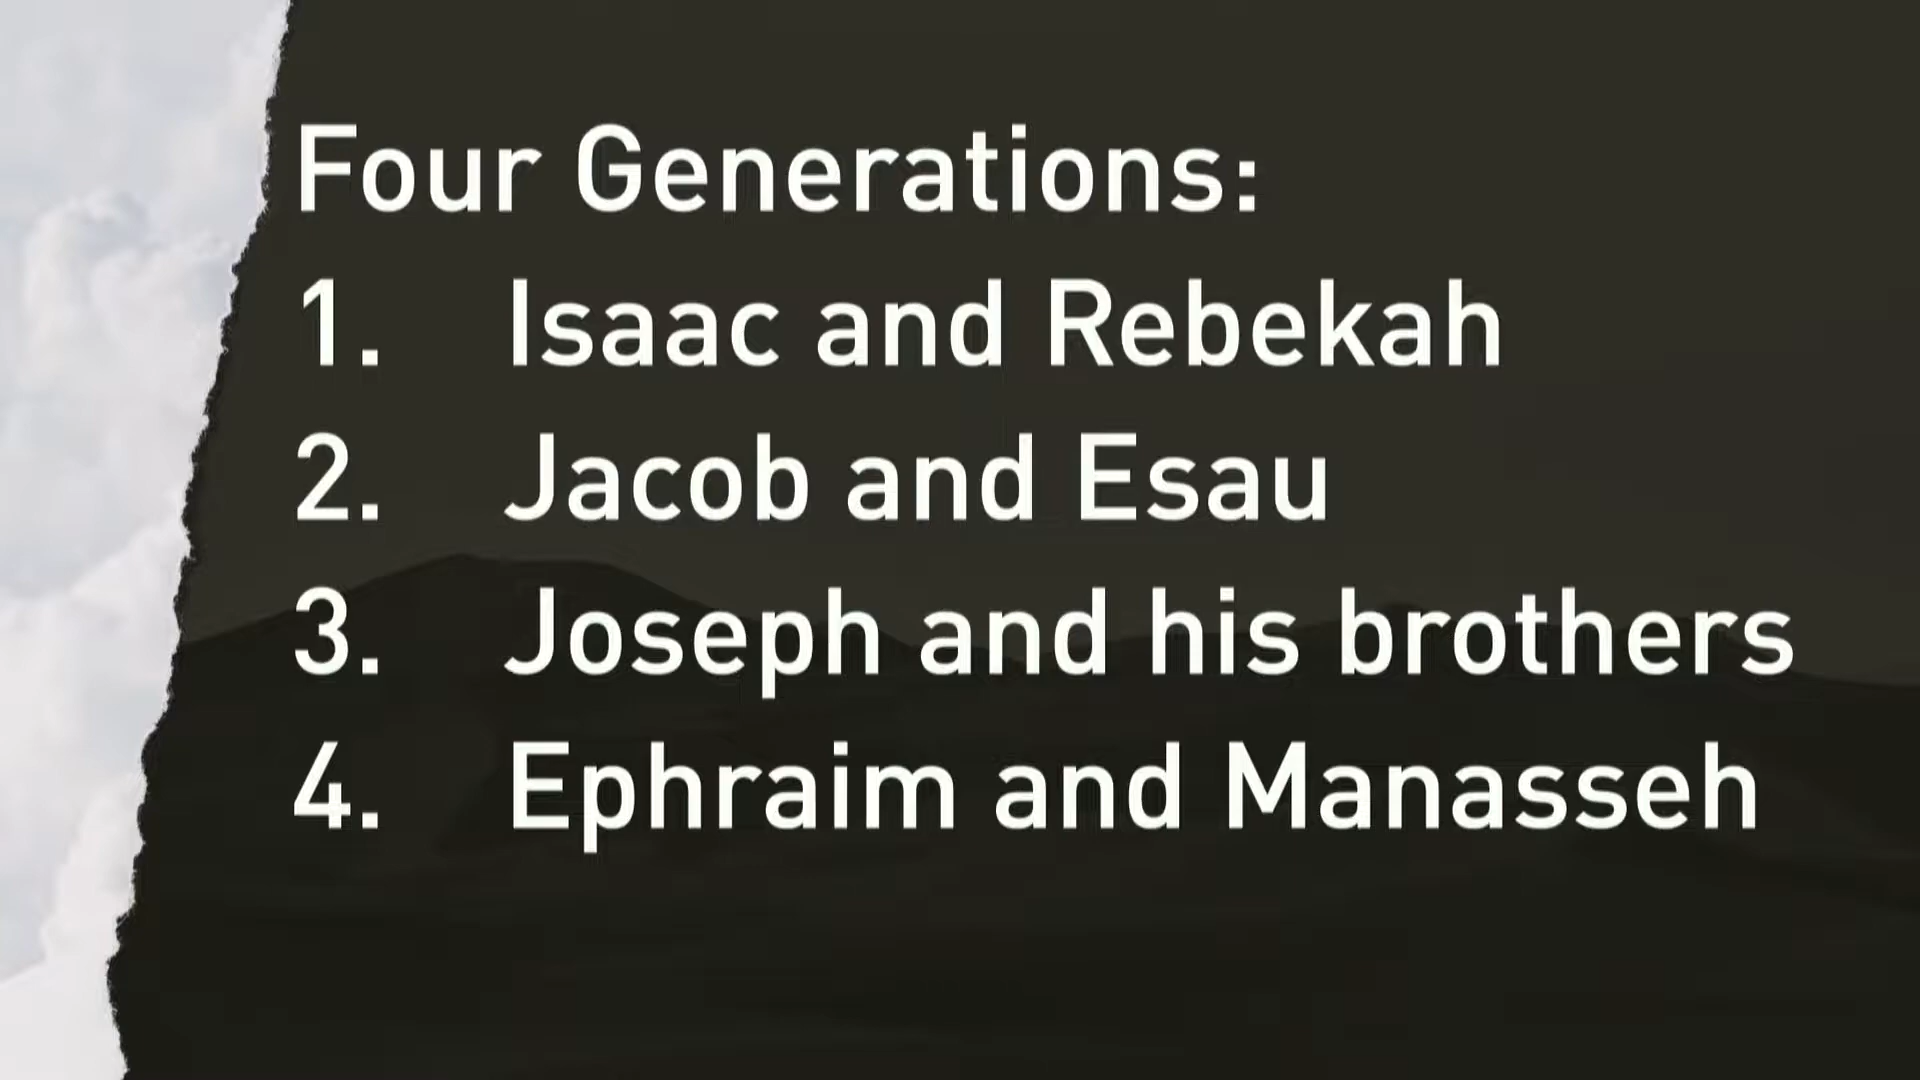 Four Generations:
1. Isaac and Rebekah
2. Jacob and Esau
3. Joseph and his brothers
4. Ephraim and Manasseh